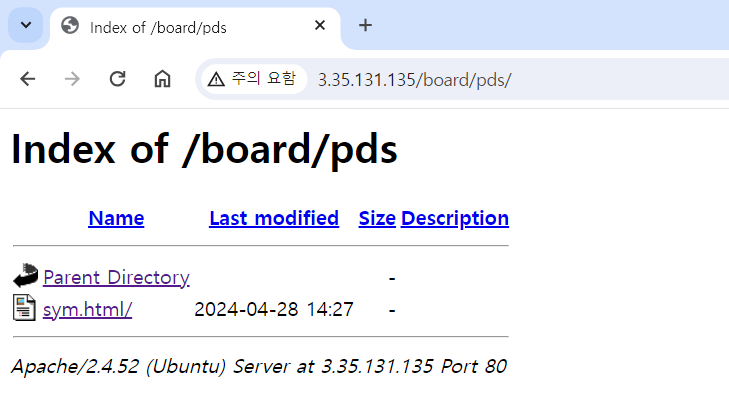 Index of /board/pds
주의 요함 3.35.131.135/board/pds/
Index of /board/pds
Name Last modified Size Description
Parent Directory -
sym.html/ 2024-04-28 14:27 -
Apache/2.4.52 (Ubuntu) Server at 3.35.131.135 Port 80